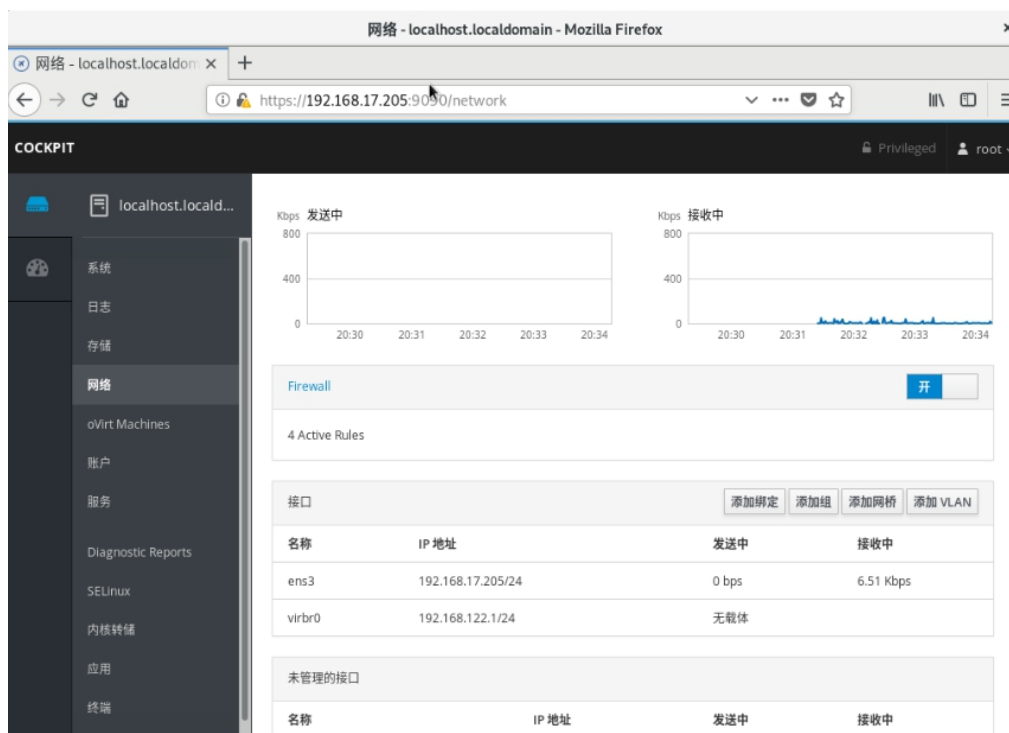 网络 - localhost.localdomain - Mozilla Firefox
网络 - localhost.localdom
https://192.168.17.205:9090/network
COCKPIT
Privileged
root
localhost.locald...
系统
日志
存储
网络
oVirt Machines
账户
服务
Diagnostic Reports
SELinux
内核转储
应用
终端
Kbps 发送中
800
400
0
20:30 20:31 20:32 20:33 20:34
Kbps 接收中
800
400
0
20:30 20:31 20:32 20:33 20:34
Firewall 开
4 Active Rules
接口 添加绑定 添加组 添加网桥 添加 VLAN
名称 IP 地址 发送中 接收中
ens3 192.168.17.205/24 0 bps 6.51 Kbps
virbr0 192.168.122.1/24 无载体
未管理的接口
名称 IP 地址 发送中 接收中